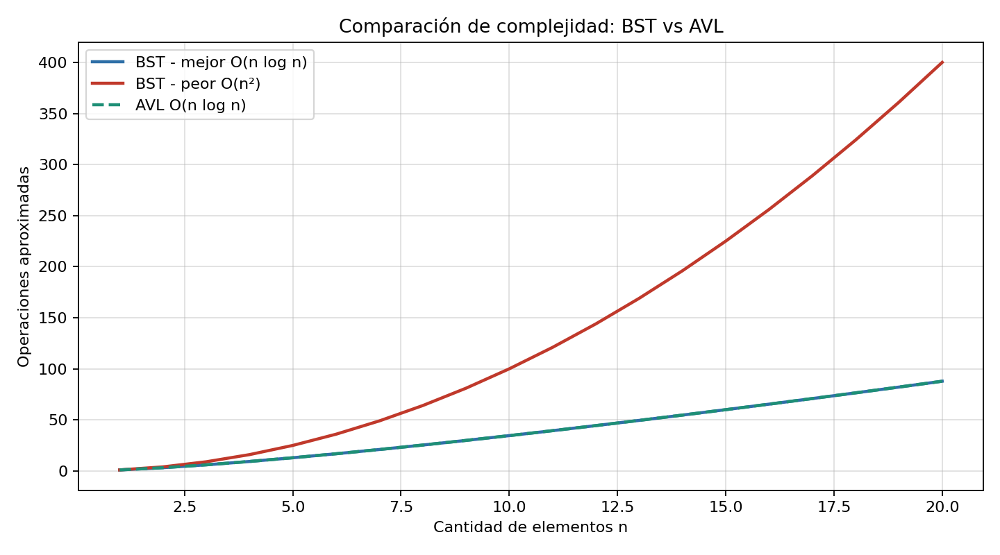 Comparación de complejidad: BST vs AVL
BST - mejor O(n log n)
BST - peor O(n²)
AVL O(n log n)
Operaciones aproximadas
400
350
300
250
200
150
100
50
0
2.5 5.0 7.5 10.0 12.5 15.0 17.5 20.0
Cantidad de elementos n